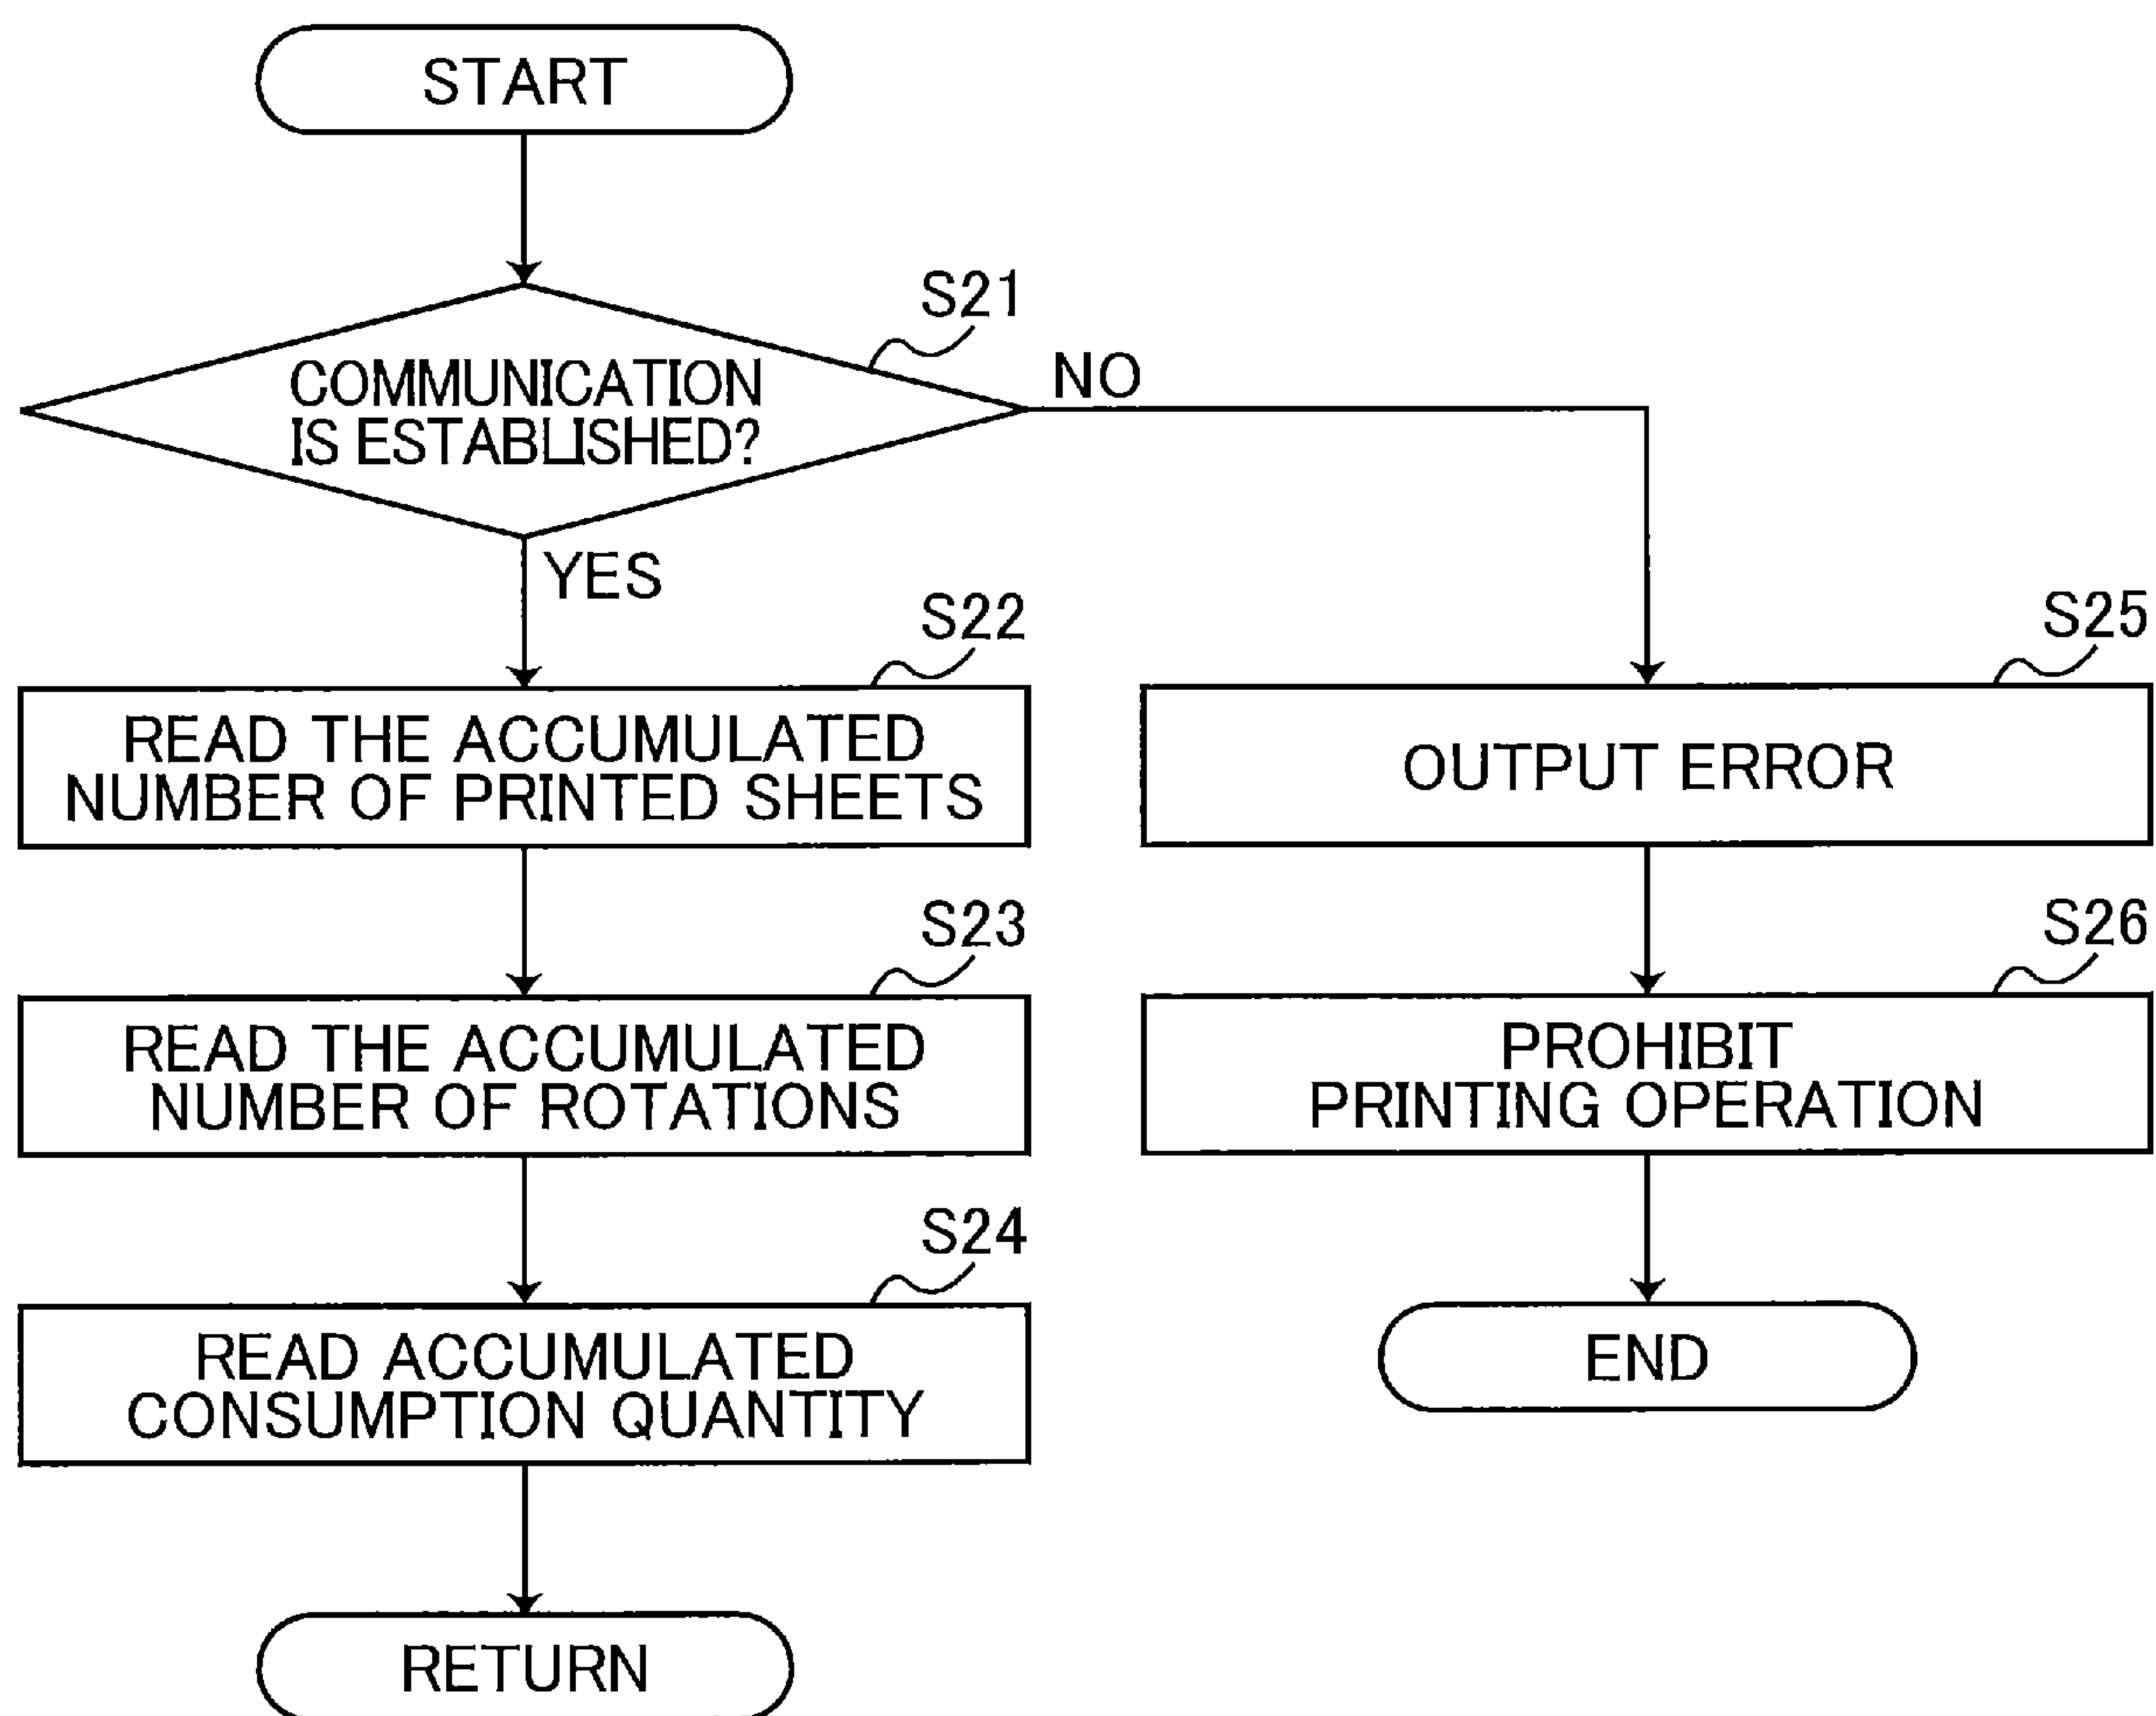 START
S21
COMMUNICATION
IS ESTABLISHED?
NO
YES
S22
READ THE ACCUMULATED
NUMBER OF PRINTED SHEETS
S23
READ THE ACCUMULATED
NUMBER OF ROTATIONS
S24
READ ACCUMULATED
CONSUMPTION QUANTITY
RETURN
S25
OUTPUT ERROR
S26
PROHIBIT
PRINTING OPERATION
END